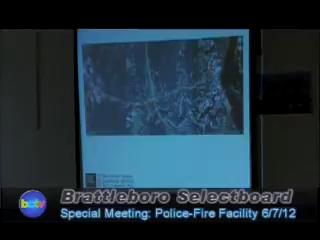 Brattleboro Selectboard
bctv
Special Meeting: Police-Fire Facility 6/7/12